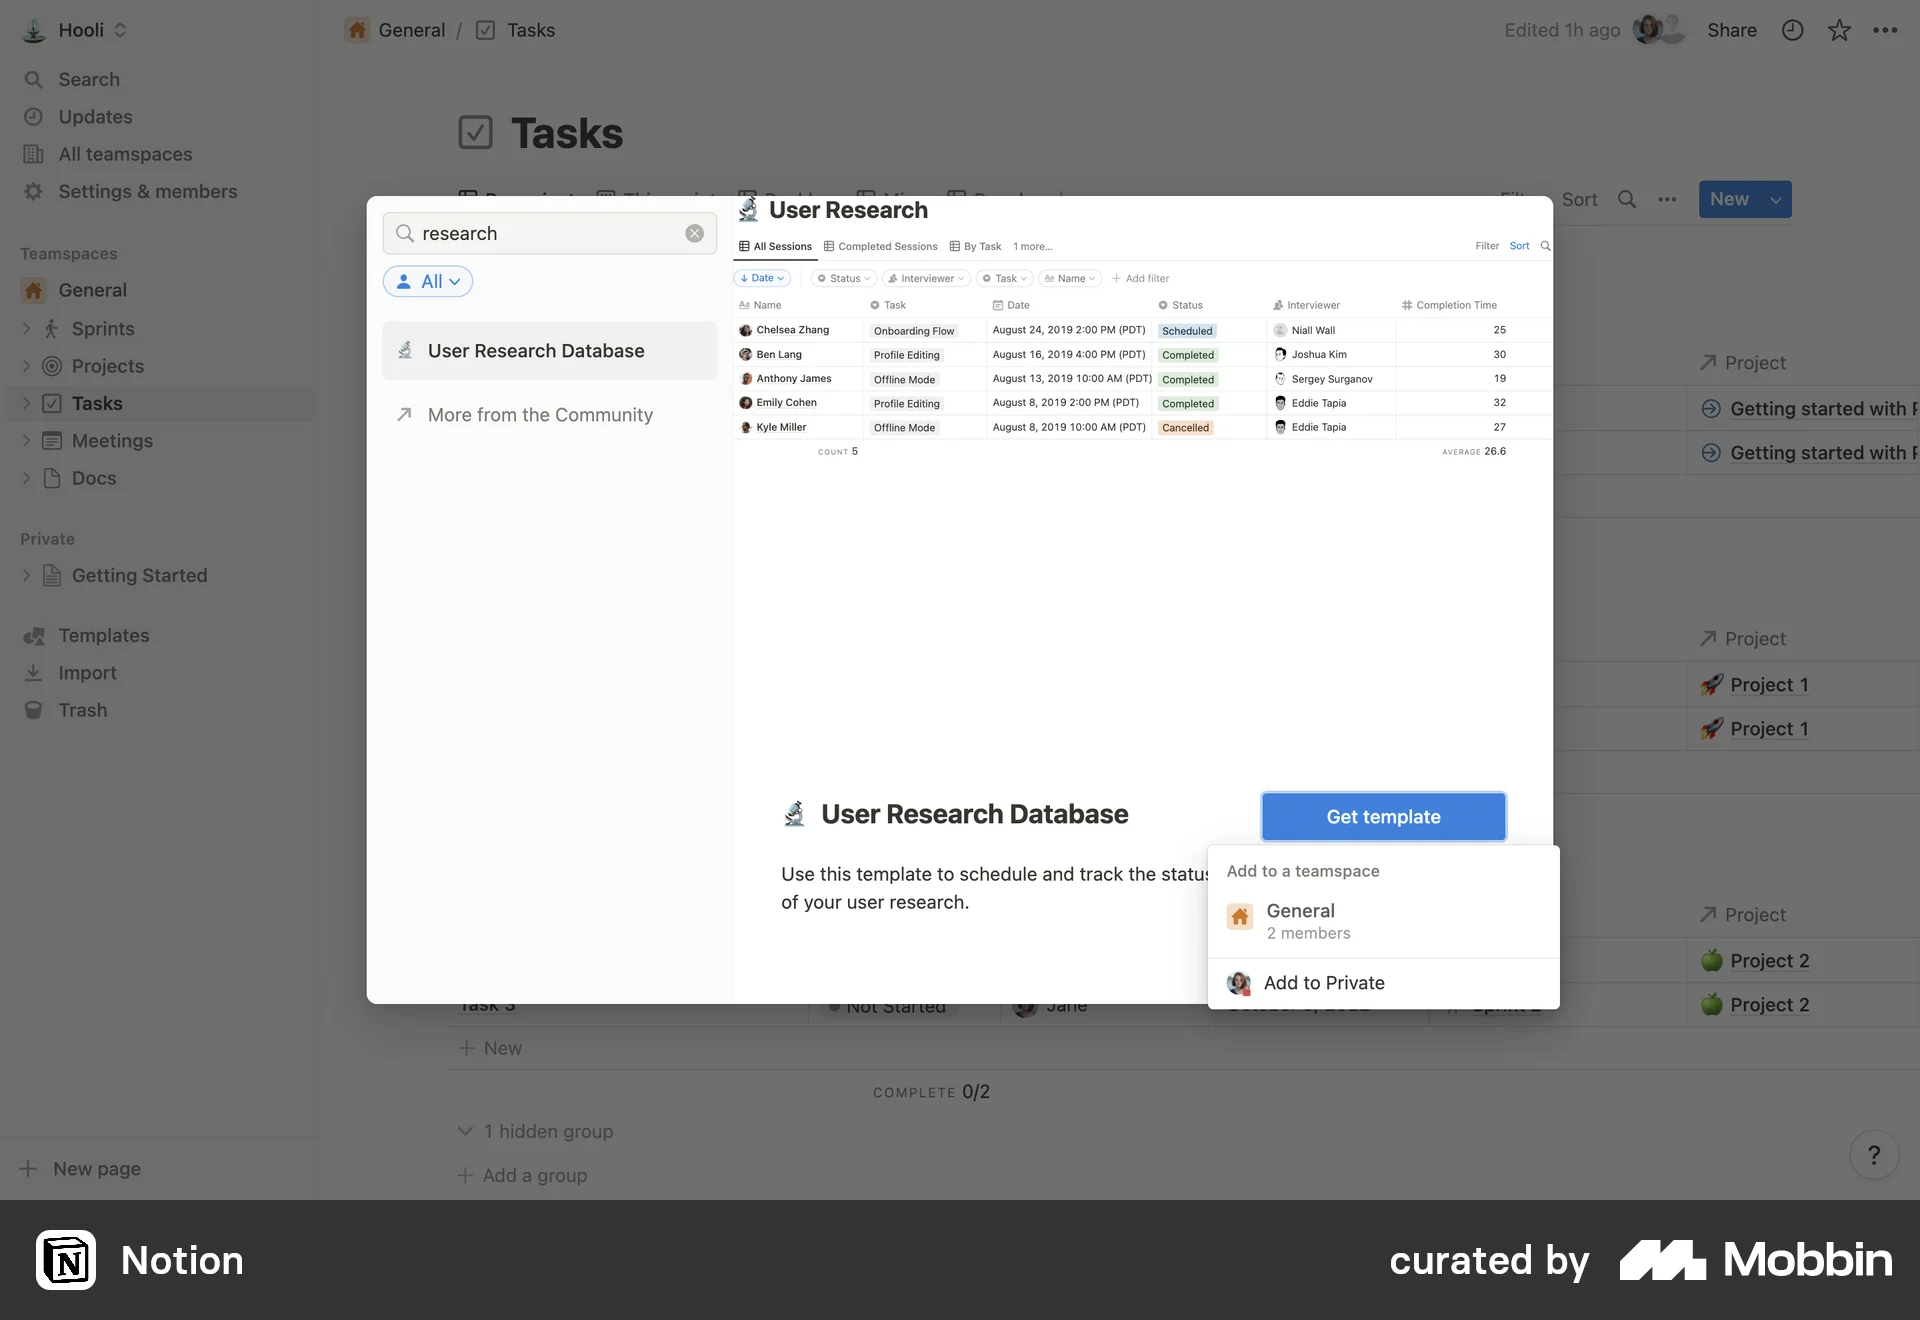 Hooli
General / Tasks
Edited 1h ago
Share
Search
Updates
All teamspaces
Settings & members
Teamspaces
General
Sprints
Projects
Tasks
Meetings
Docs
Private
Getting Started
Templates
Import
Trash
New page
Tasks
Sort
New
research
All
User Research Database
More from the Community
User Research
All Sessions
Completed Sessions
By Task
1 more...
Filter
Sort
Date
Status
Interviewer
Task
Name
Add filter
Name Task Date Status Interviewer Completion Time
Chelsea Zhang Onboarding Flow August 24, 2019 2:00 PM (PDT) Scheduled Niall Wall 25
Ben Lang Profile Editing August 16, 2019 4:00 PM (PDT) Completed Joshua Kim 30
Anthony James Offline Mode August 13, 2019 10:00 AM (PDT) Completed Sergey Surganov 19
Emily Cohen Profile Editing August 8, 2019 2:00 PM (PDT) Completed Eddie Tapia 32
Kyle Miller Offline Mode August 8, 2019 10:00 AM (PDT) Cancelled Eddie Tapia 27
COUNT 5
AVERAGE 26.6
User Research Database
Use this template to schedule and track the status
of your user research.
Get template
Add to a teamspace
General
2 members
Add to Private
Project
Getting started with
Getting started with
Project
Project 1
Project 1
Project
Project 2
Project 2
Task 3
Not Started
Jane
New
COMPLETE 0/2
1 hidden group
Add a group
?
Notion
curated by
Mobbin